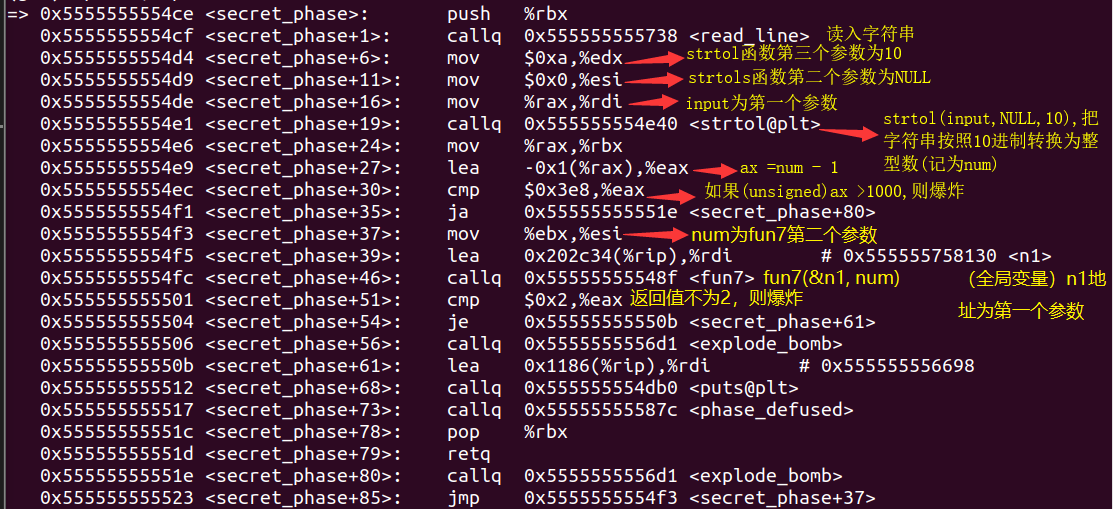 => 0x5555555554ce <secret_phase>: push %rbx
0x5555555554cf <secret_phase+1>: callq 0x555555555738 <read_line> 读入字符串
0x5555555554d4 <secret_phase+6>: mov $0xa,%edx strtol函数第三个参数为10
0x5555555554d9 <secret_phase+11>: mov $0x0,%esi strtols函数第二个参数为NULL
0x5555555554de <secret_phase+16>: mov %rax,%rdi input为第一个参数
0x5555555554e1 <secret_phase+19>: callq 0x555555554e40 <strtol@plt> strtol(input,NULL,10),把
字符串按照10进制转换为整
型数(记为num)
0x5555555554e6 <secret_phase+24>: mov %rax,%rbx
0x5555555554e9 <secret_phase+27>: lea -0x1(%rax),%eax ax =num - 1
0x5555555554ec <secret_phase+30>: cmp $0x3e8,%eax 如果(unsigned)ax >1000,则爆炸
0x5555555554f1 <secret_phase+35>: ja 0x55555555551e <secret_phase+80>
0x5555555554f3 <secret_phase+37>: mov %ebx,%esi num为fun7第二个参数
0x5555555554f5 <secret_phase+39>: lea 0x202c34(%rip),%rdi # 0x555555758130 <n1>
0x5555555554fc <secret_phase+46>: callq 0x55555555548f <fun7> fun7(&n1, num) （全局变量）n1地
址为第一个参数
0x555555555501 <secret_phase+51>: cmp $0x2,%eax 返回值不为2，则爆炸
0x555555555504 <secret_phase+54>: je 0x55555555550b <secret_phase+61>
0x555555555506 <secret_phase+56>: callq 0x5555555556d1 <explode_bomb>
0x55555555550b <secret_phase+61>: lea 0x1186(%rip),%rdi # 0x555555556698
0x555555555512 <secret_phase+68>: callq 0x555555554db0 <puts@plt>
0x555555555517 <secret_phase+73>: callq 0x55555555587c <phase_defused>
0x55555555551c <secret_phase+78>: pop %rbx
0x55555555551d <secret_phase+79>: retq
0x55555555551e <secret_phase+80>: callq 0x5555555556d1 <explode_bomb>
0x555555555523 <secret_phase+85>: jmp 0x5555555554f3 <secret_phase+37>